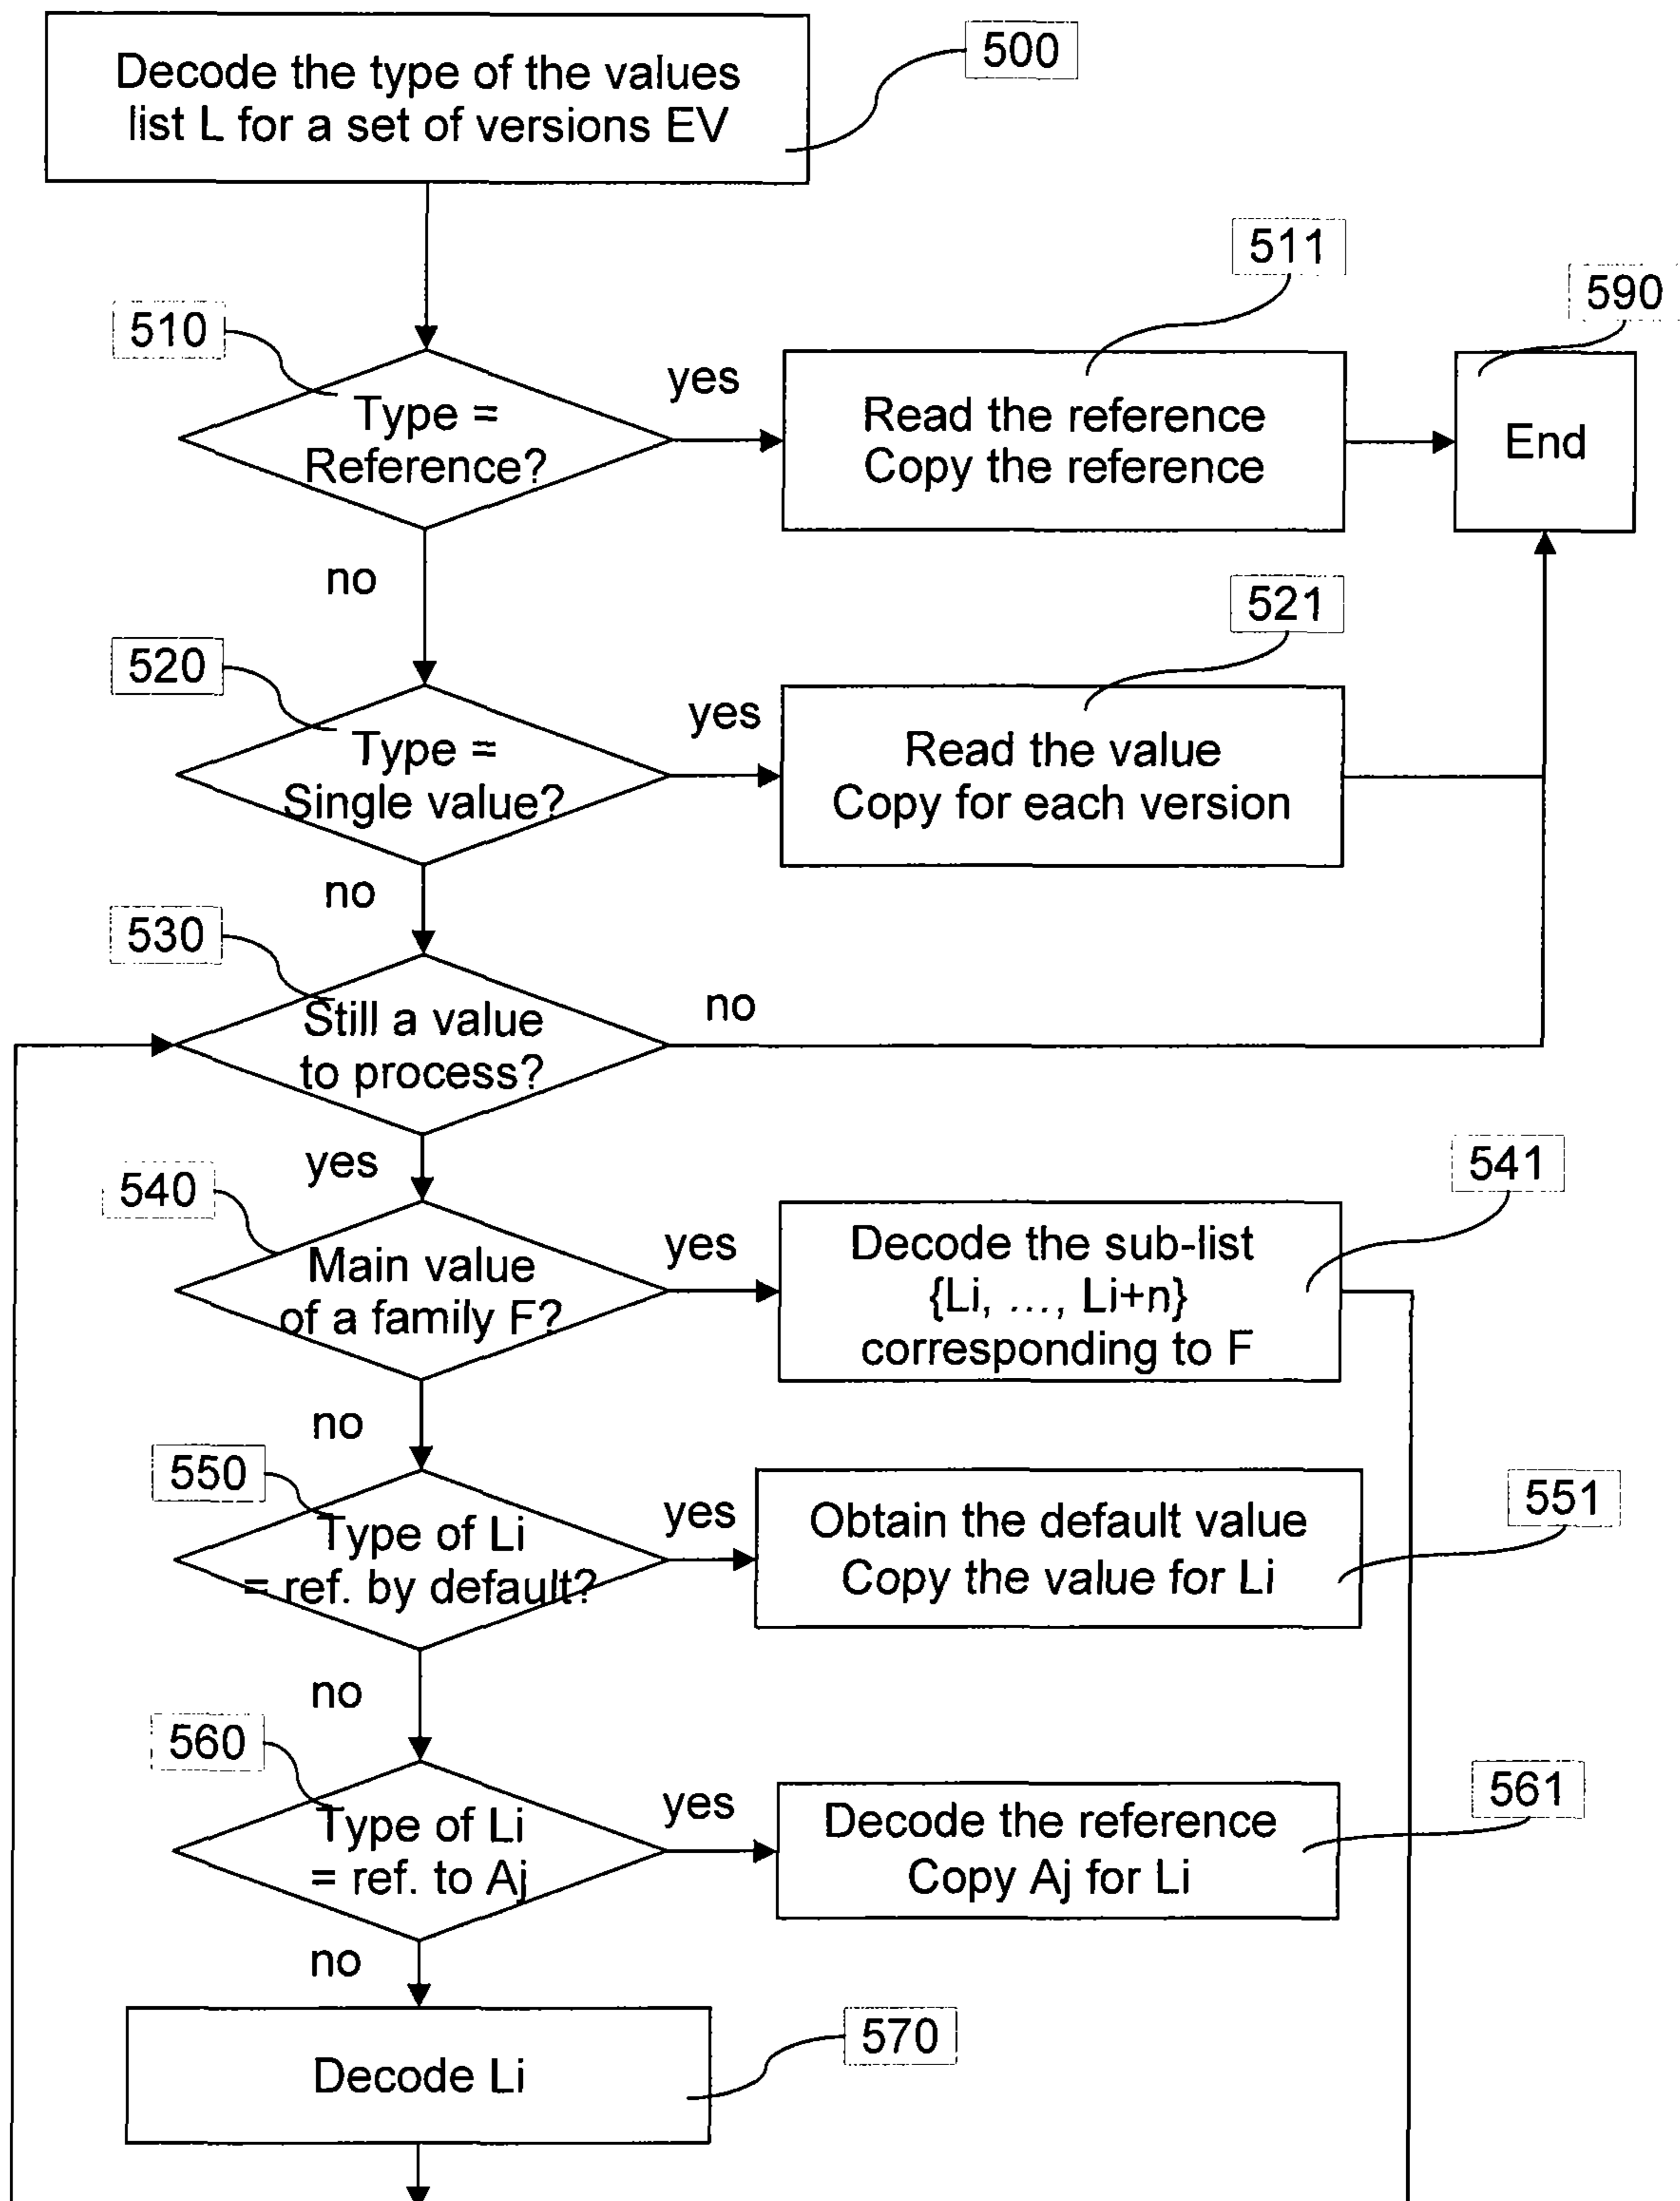 Decode the type of the values
list L for a set of versions EV
500
510
Type =
Reference?
yes
no
511
Read the reference
Copy the reference
590
End
520
Type =
Single value?
yes
no
521
Read the value
Copy for each version
530
Still a value
to process?
no
yes
540
Main value
of a family F?
yes
no
541
Decode the sub-list
{Li, ..., Li+n}
corresponding to F
550
Type of Li
= ref. by default?
yes
no
551
Obtain the default value
Copy the value for Li
560
Type of Li
= ref. to Aj
yes
no
561
Decode the reference
Copy Aj for Li
570
Decode Li